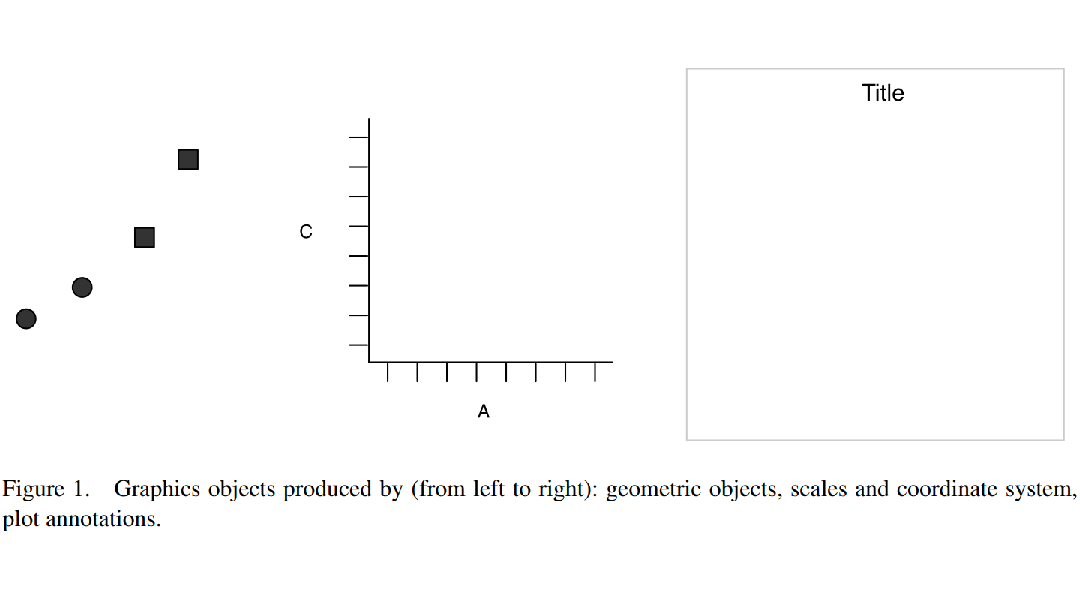 Title
C
A
Figure 1. Graphics objects produced by (from left to right): geometric objects, scales and coordinate system,
plot annotations.